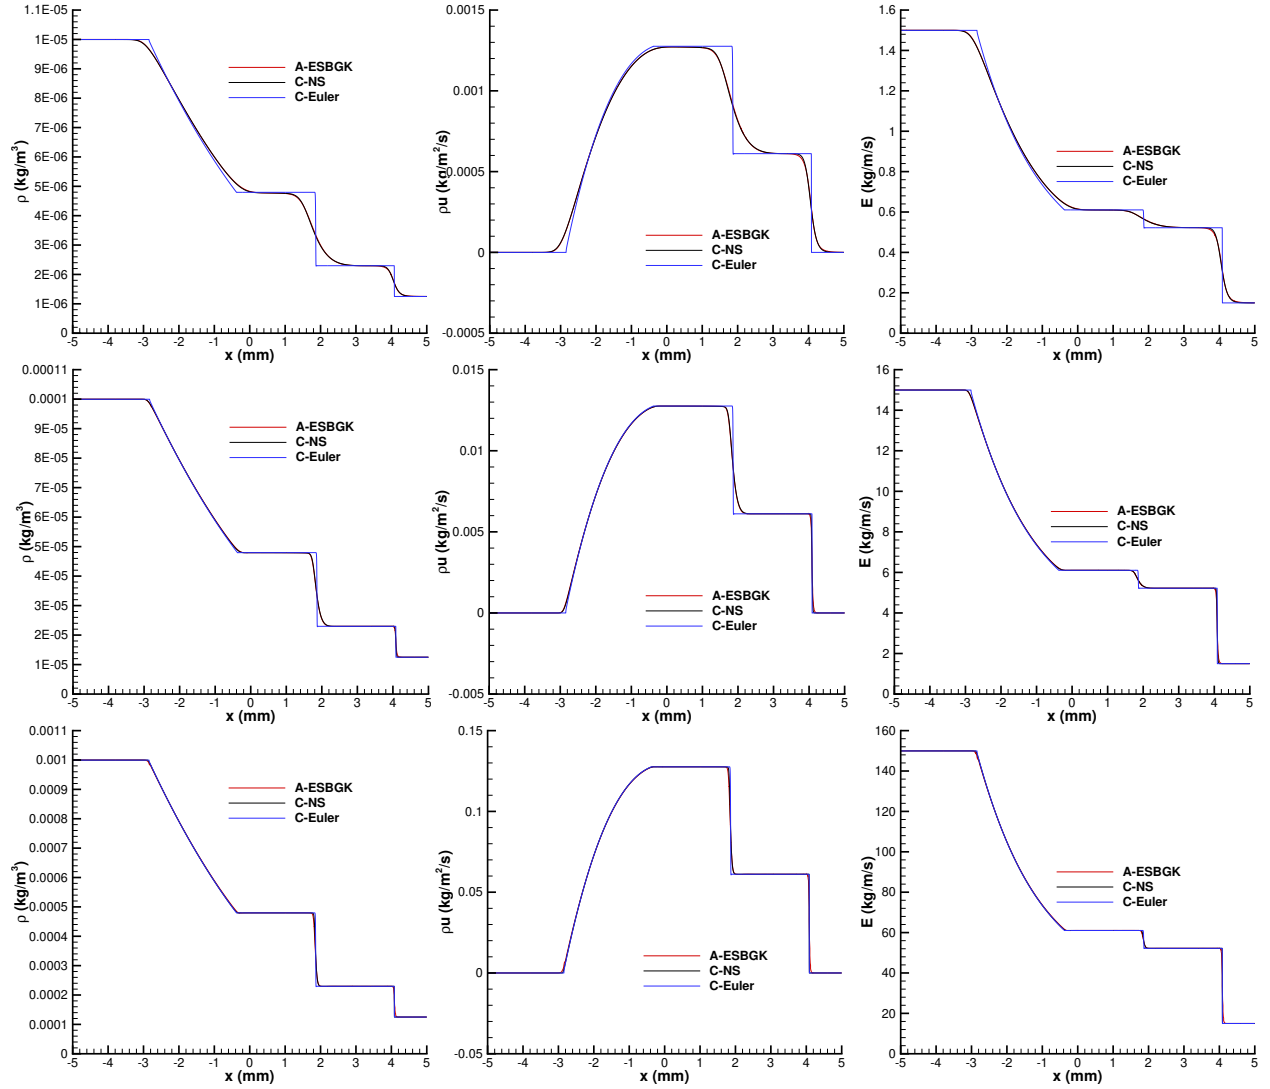 1.1E-05
1E-05
9E-06
8E-06
7E-06
6E-06
5E-06
4E-06
3E-06
2E-06
1E-06
0
ρ (kg/m³)
A-ESBGK
C-NS
C-Euler
-5 -4 -3 -2 -1 0 1 2 3 4 5
x (mm)
0.0015
0.001
0.0005
0
-0.0005
ρu (kg/m²/s)
A-ESBGK
C-NS
C-Euler
-5 -4 -3 -2 -1 0 1 2 3 4 5
x (mm)
1.6
1.4
1.2
1
0.8
0.6
0.4
0.2
0
E (kg/m/s)
A-ESBGK
C-NS
C-Euler
-5 -4 -3 -2 -1 0 1 2 3 4 5
x (mm)
0.00011
0.0001
9E-05
8E-05
7E-05
6E-05
5E-05
4E-05
3E-05
2E-05
1E-05
0
ρ (kg/m³)
A-ESBGK
C-NS
C-Euler
-5 -4 -3 -2 -1 0 1 2 3 4 5
x (mm)
0.015
0.01
0.005
0
-0.005
ρu (kg/m²/s)
A-ESBGK
C-NS
C-Euler
-5 -4 -3 -2 -1 0 1 2 3 4 5
x (mm)
16
14
12
10
8
6
4
2
0
E (kg/m/s)
A-ESBGK
C-NS
C-Euler
-5 -4 -3 -2 -1 0 1 2 3 4 5
x (mm)
0.0011
0.001
0.0009
0.0008
0.0007
0.0006
0.0005
0.0004
0.0003
0.0002
0.0001
0
ρ (kg/m³)
A-ESBGK
C-NS
C-Euler
-5 -4 -3 -2 -1 0 1 2 3 4 5
x (mm)
0.15
0.1
0.05
0
-0.05
ρu (kg/m²/s)
A-ESBGK
C-NS
C-Euler
-5 -4 -3 -2 -1 0 1 2 3 4 5
x (mm)
160
140
120
100
80
60
40
20
0
E (kg/m/s)
A-ESBGK
C-NS
C-Euler
-5 -4 -3 -2 -1 0 1 2 3 4 5
x (mm)